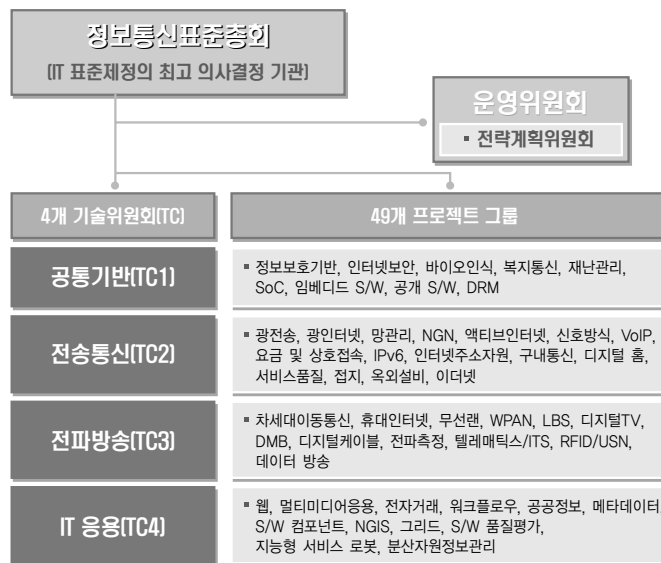 정보통신표준총회
(IT 표준제정의 최고 의사결정 기관)
운영위원회
▪ 전략계획위원회
4개 기술위원회(TC)
49개 프로젝트 그룹
공통기반(TC1)
▪ 정보보호기반, 인터넷보안, 바이오인식, 복지통신, 재난관리,
SoC, 임베디드 S/W, 공개 S/W, DRM
전송통신(TC2)
▪ 광전송, 광인터넷, 망관리, NGN, 액티브인터넷, 신호방식, VoIP,
요금 및 상호접속, IPv6, 인터넷주소자원, 구내통신, 디지털 홈,
서비스품질, 접지, 옥외설비, 이더넷
전파방송(TC3)
▪ 차세대이동통신, 휴대인터넷, 무선랜, WPAN, LBS, 디지털TV,
DMB, 디지털케이블, 전파측정, 텔레매틱스/ITS, RFID/USN,
데이터 방송
IT 응용(TC4)
▪ 웹, 멀티미디어응용, 전자거래, 워크플로우, 공공정보, 메타데이터,
S/W 컴포넌트, NGIS, 그리드, S/W 품질평가,
지능형 서비스 로봇, 분산자원정보관리